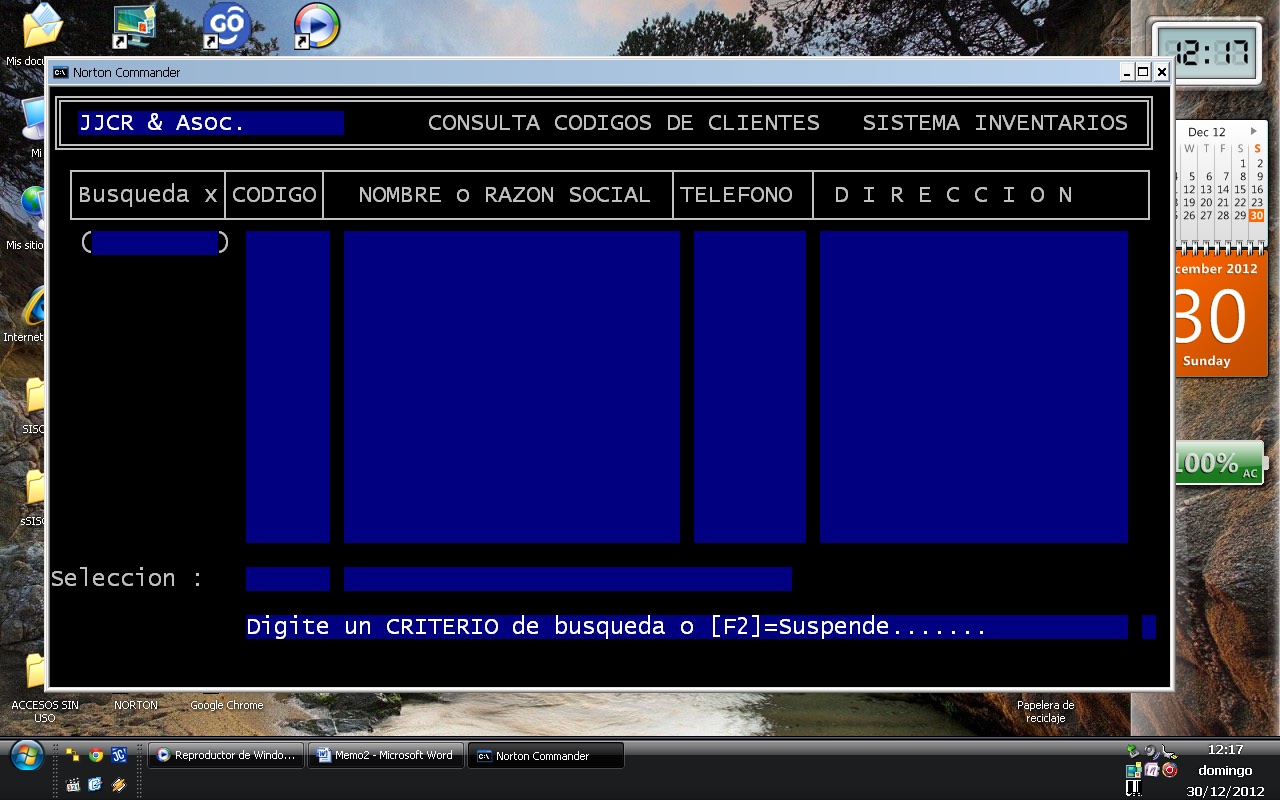 GO
Mis docu
12:17
Norton Commander
JJCR & Asoc. CONSULTA CODIGOS DE CLIENTES SISTEMA INVENTARIOS
Dec 12
W T F S S
1 2
5 6 7 8 9
12 13 14 15 16
19 20 21 22 23
26 27 28 29 30
Mi
Busqueda x CODIGO NOMBRE o RAZON SOCIAL TELEFONO D I R E C C I O N
( )
Mis sitio
cember 2012
30
Sunday
Internet
SISC
100%
AC
sSISC
Seleccion :
Digite un CRITERIO de busqueda o [F2]=Suspende.......
ACCESOS SIN USO
NORTON
Google Chrome
Papelera de reciclaje
Reproductor de Windo...
Memo2 - Microsoft Word
Norton Commander
12:17
domingo
30/12/2012